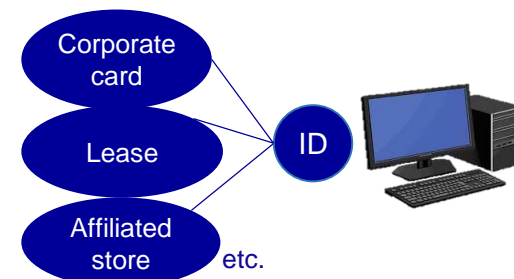 Corporate
card
Lease
ID
Affiliated
store
etc.